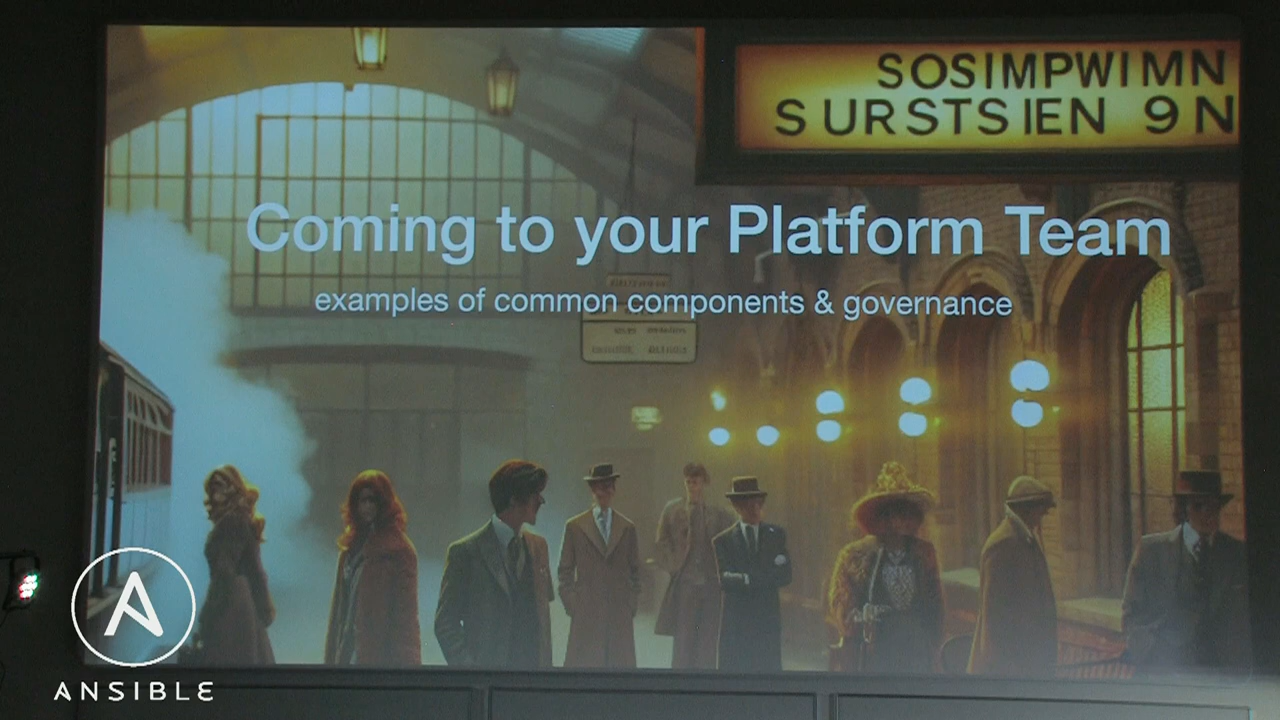 SOSIMPWIMN
SURSTSIEN 9N
Coming to your Platform Team
examples of common components & governance
ANSIBLE